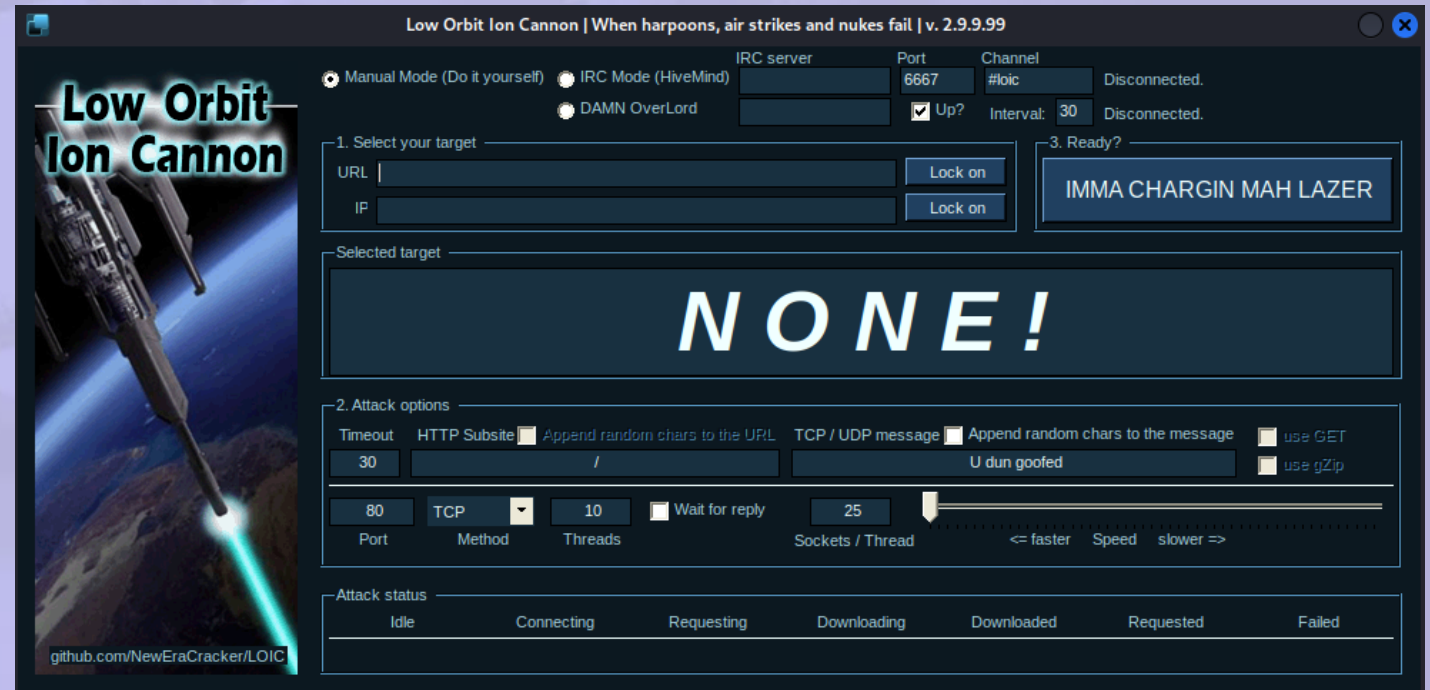 Low Orbit Ion Cannon | When harpoons, air strikes and nukes fail | v. 2.9.9.99
Low Orbit
Ion Cannon
github.com/NewEraCracker/LOIC
IRC server Port Channel
Manual Mode (Do it yourself) IRC Mode (HiveMind) 6667 #loic Disconnected.
DAMN OverLord Up? Interval: 30 Disconnected.
1. Select your target
URL Lock on
IP Lock on
3. Ready?
IMMA CHARGIN MAH LAZER
Selected target
N O N E !
2. Attack options
Timeout HTTP Subsite Append random chars to the URL TCP / UDP message Append random chars to the message use GET
30 / U dun goofed use gZip
80 TCP 10 Wait for reply 25
Port Method Threads Sockets / Thread <= faster Speed slower =>
Attack status
Idle Connecting Requesting Downloading Downloaded Requested Failed